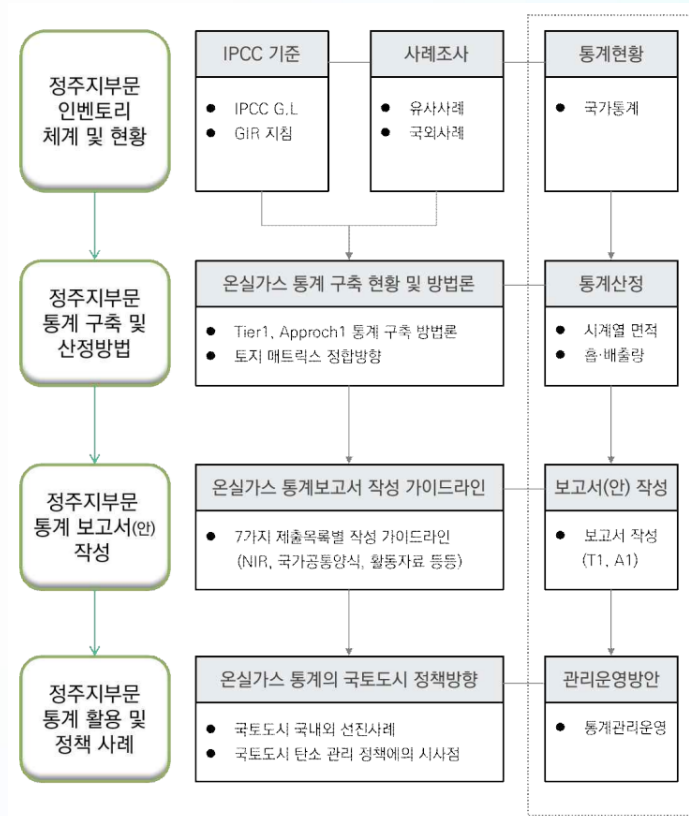 정주지부문
인벤토리
체계 및 현황
IPCC 기준
● IPCC G.L
● GIR 지침
사례조사
● 유사사례
● 국외사례
통계현황
● 국가통계
정주지부문
통계 구축 및
산정방법
온실가스 통계 구축 현황 및 방법론
● Tier1, Approch1 통계 구축 방법론
● 토지 매트릭스 정합방향
통계산정
● 시계열 면적
● 흡·배출량
정주지부문
통계 보고서(안)
작성
온실가스 통계보고서 작성 가이드라인
● 7가지 제출목록별 작성 가이드라인
(NIR, 국가공통양식, 활동자료 등등)
보고서(안) 작성
● 보고서 작성
(T1, A1)
정주지부문
통계 활용 및
정책 사례
온실가스 통계의 국토도시 정책방향
● 국토도시 국내외 선진사례
● 국토도시 탄소 관리 정책에의 시사점
관리운영방안
● 통계관리운영